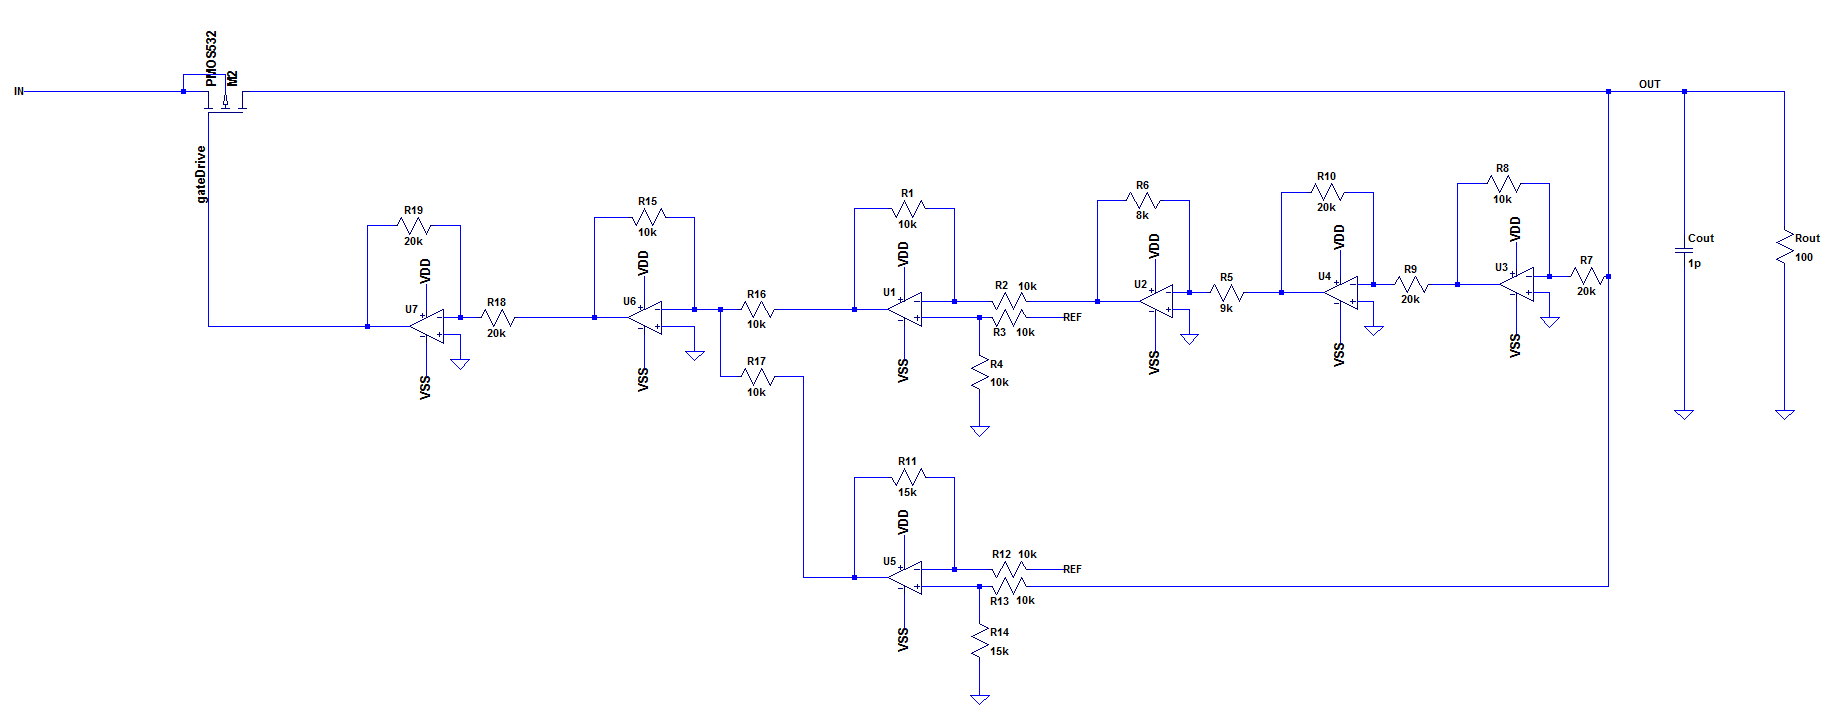 PMOS532
M2
IN
OUT
gateDrive
R19
20k
VDD
U7
VSS
R18
20k
R15
10k
VDD
U6
VSS
R16
10k
R17
10k
R1
10k
VDD
U1
VSS
R2 10k
R3 10k
REF
R4
10k
R6
8k
VDD
U2
VSS
R5
9k
R10
20k
VDD
U4
VSS
R9
20k
R8
10k
VDD
U3
VSS
R7
20k
Cout
1p
Rout
100
R11
15k
VDD
U5
VSS
R12 10k
REF
R13 10k
R14
15k